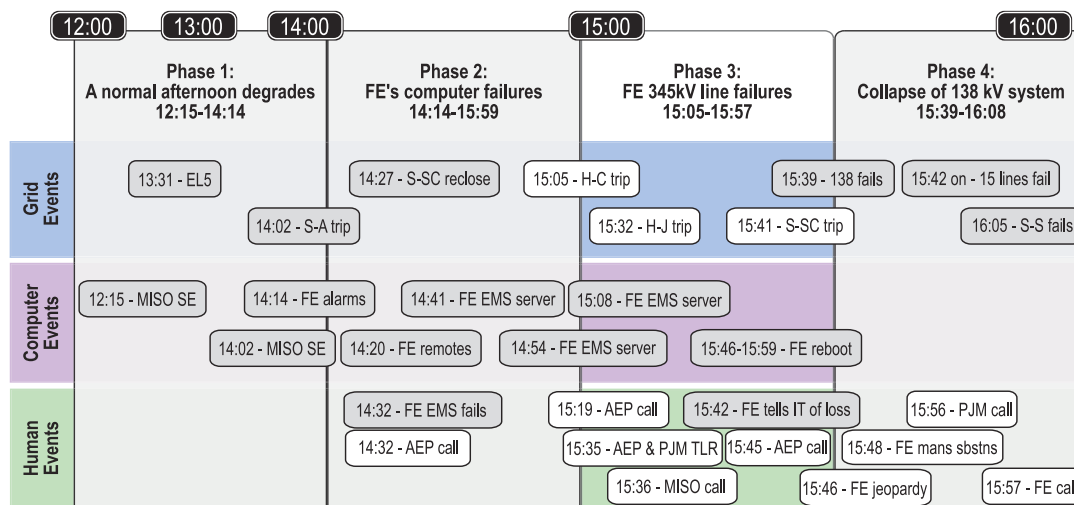 12:00
13:00
14:00
15:00
16:00
Phase 1:
A normal afternoon degrades
12:15-14:14
Phase 2:
FE's computer failures
14:14-15:59
Phase 3:
FE 345kV line failures
15:05-15:57
Phase 4:
Collapse of 138 kV system
15:39-16:08
Grid
Events
13:31 - EL5
14:27 - S-SC reclose
15:05 - H-C trip
15:39 - 138 fails
15:42 on - 15 lines fail
14:02 - S-A trip
15:32 - H-J trip
15:41 - S-SC trip
16:05 - S-S fails
Computer
Events
12:15 - MISO SE
14:14 - FE alarms
14:41 - FE EMS server
15:08 - FE EMS server
14:02 - MISO SE
14:20 - FE remotes
14:54 - FE EMS server
15:46-15:59 - FE reboot
Human
Events
14:32 - FE EMS fails
15:19 - AEP call
15:42 - FE tells IT of loss
15:56 - PJM call
14:32 - AEP call
15:35 - AEP & PJM TLR
15:45 - AEP call
15:48 - FE mans sbstns
15:36 - MISO call
15:46 - FE jeopardy
15:57 - FE cal